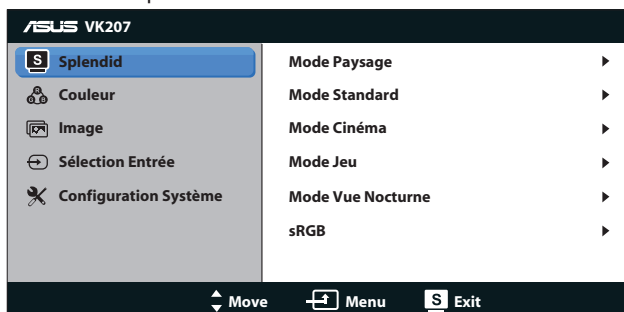 ASUS VK207
S Splendid
Couleur
Image
Sélection Entrée
Configuration Système
Mode Paysage
Mode Standard
Mode Cinéma
Mode Jeu
Mode Vue Nocturne
sRGB
Move Menu S Exit